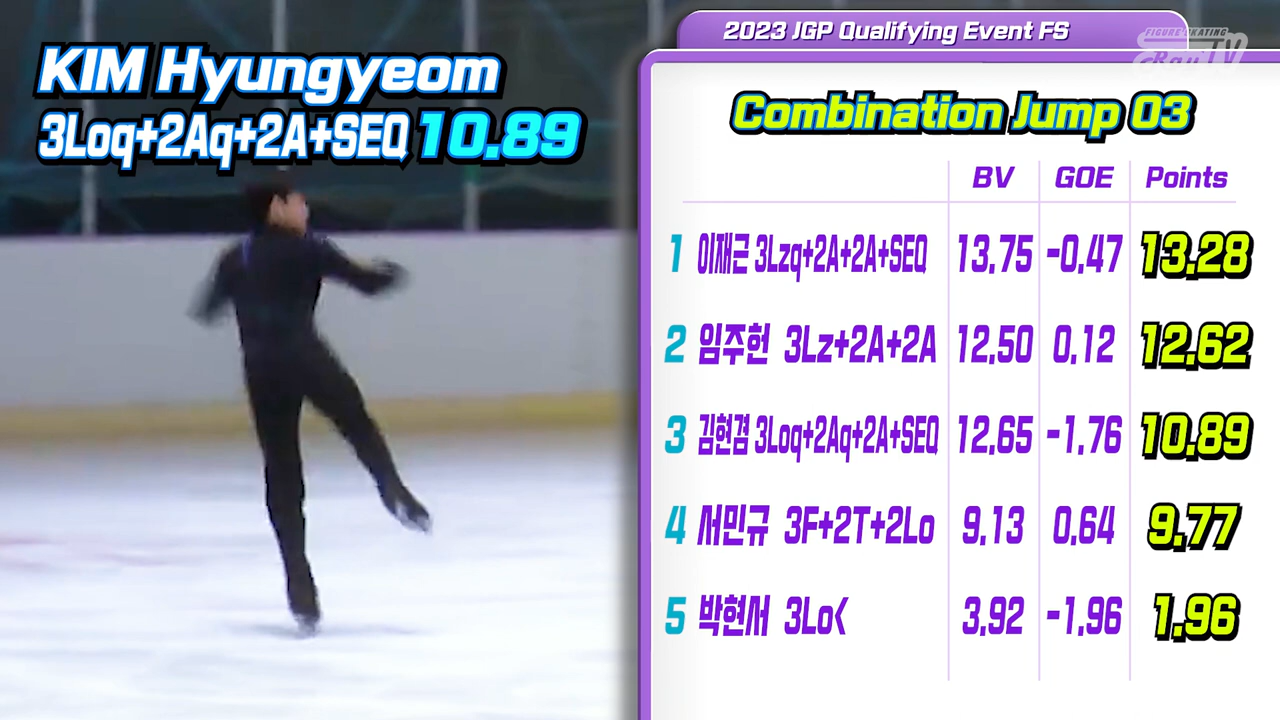 KIM Hyungyeom
3Loq+2Aq+2A+SEQ 10.89
2023 JGP Qualifying Event FS
FIGURE SKATING
TV
Combination Jump 03
BV GOE Points
1 이재근 3Lzq+2A+2A+SEQ 13.75 -0.47 13.28
2 임주헌 3Lz+2A+2A 12.50 0.12 12.62
3 김현겸 3Loq+2Aq+2A+SEQ 12.65 -1.76 10.89
4 서민규 3F+2T+2Lo 9.13 0.64 9.77
5 박현서 3Lo< 3.92 -1.96 1.96